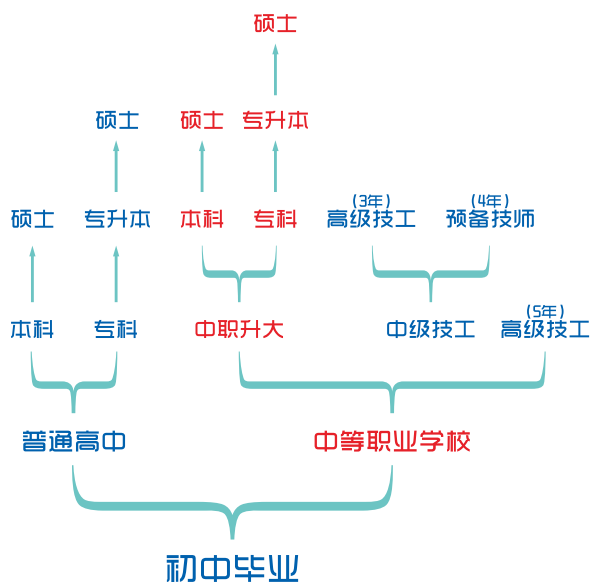 硕士
硕士
硕士
专升本
硕士
专升本
本科
专科
(3年)
高级技工
(4年)
预备技师
本科
专科
中职升大
中级技工
(5年)
高级技工
普通高中
中等职业学校
初中毕业